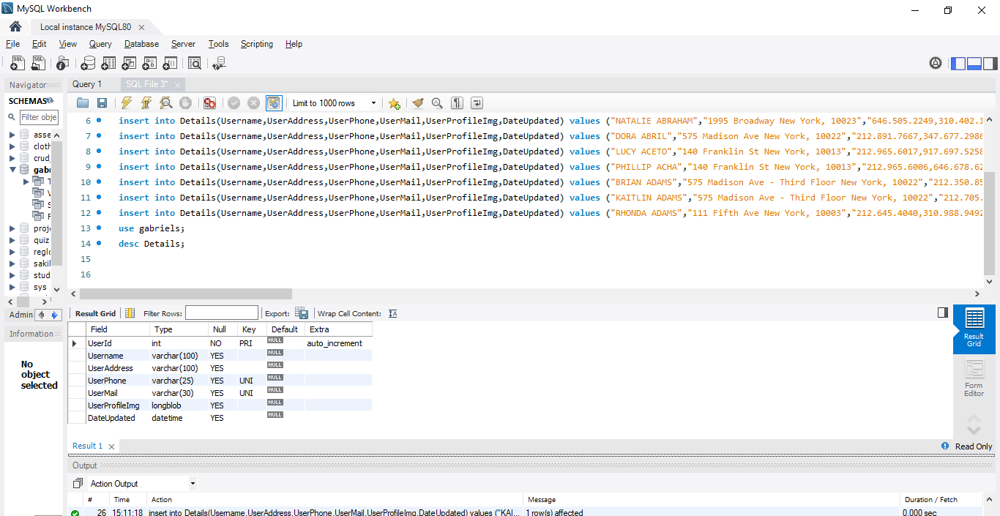 MySQL Workbench
Local instance MySQL80
File Edit View Query Database Server Tools Scripting Help
Navigator
Query 1
SQL File 3*
SCHEMAS
Filter obje
Limit to 1000 rows
asse
cloth
crud_
gabr
proje
quiz
reglo
sakil
stud
sys
6 insert into Details(Username,UserAddress,UserPhone,UserMail,UserProfileImg,DateUpdated) values ("NATALIE ABRAHAM","1995 Broadway New York, 10023","646.505.2249,310.402.1
7 insert into Details(Username,UserAddress,UserPhone,UserMail,UserProfileImg,DateUpdated) values ("DORA ABRIL","575 Madison Ave New York, 10022","212.891.7667,347.677.2986
8 insert into Details(Username,UserAddress,UserPhone,UserMail,UserProfileImg,DateUpdated) values ("LUCY ACETO","140 Franklin St New York, 10013","212.965.6017,917.697.5258
9 insert into Details(Username,UserAddress,UserPhone,UserMail,UserProfileImg,DateUpdated) values ("PHILLIP ACHA","140 Franklin St New York, 10013","212.965.6006,646.678.62
10 insert into Details(Username,UserAddress,UserPhone,UserMail,UserProfileImg,DateUpdated) values ("BRIAN ADAMS","575 Madison Ave - Third Floor New York, 10022","212.350.85
11 insert into Details(Username,UserAddress,UserPhone,UserMail,UserProfileImg,DateUpdated) values ("KAITLIN ADAMS","575 Madison Ave - Third Floor New York, 10022","212.705.
12 insert into Details(Username,UserAddress,UserPhone,UserMail,UserProfileImg,DateUpdated) values ("RHONDA ADAMS","111 Fifth Ave New York, 10003","212.645.4040,310.988.9492
13 use gabriels;
14 desc Details;
15
16
Admin
Information
No
object
selected
Result Grid Filter Rows: Export: Wrap Cell Content:
Field Type Null Key Default Extra
UserId int NO PRI NULL auto_increment
Username varchar(100) YES NULL
UserAddress varchar(100) YES NULL
UserPhone varchar(25) YES UNI NULL
UserMail varchar(30) YES UNI NULL
UserProfileImg longblob YES NULL
DateUpdated datetime YES NULL
Result
Grid
Form
Editor
Result 1
Read Only
Output
Action Output
# Time Action Message Duration / Fetch
26 15:11:18 insert into Details(Username,UserAddress,UserPhone,UserMail,UserProfileImg,DateUpdated) values ("KAI... 1 row(s) affected 0.000 sec